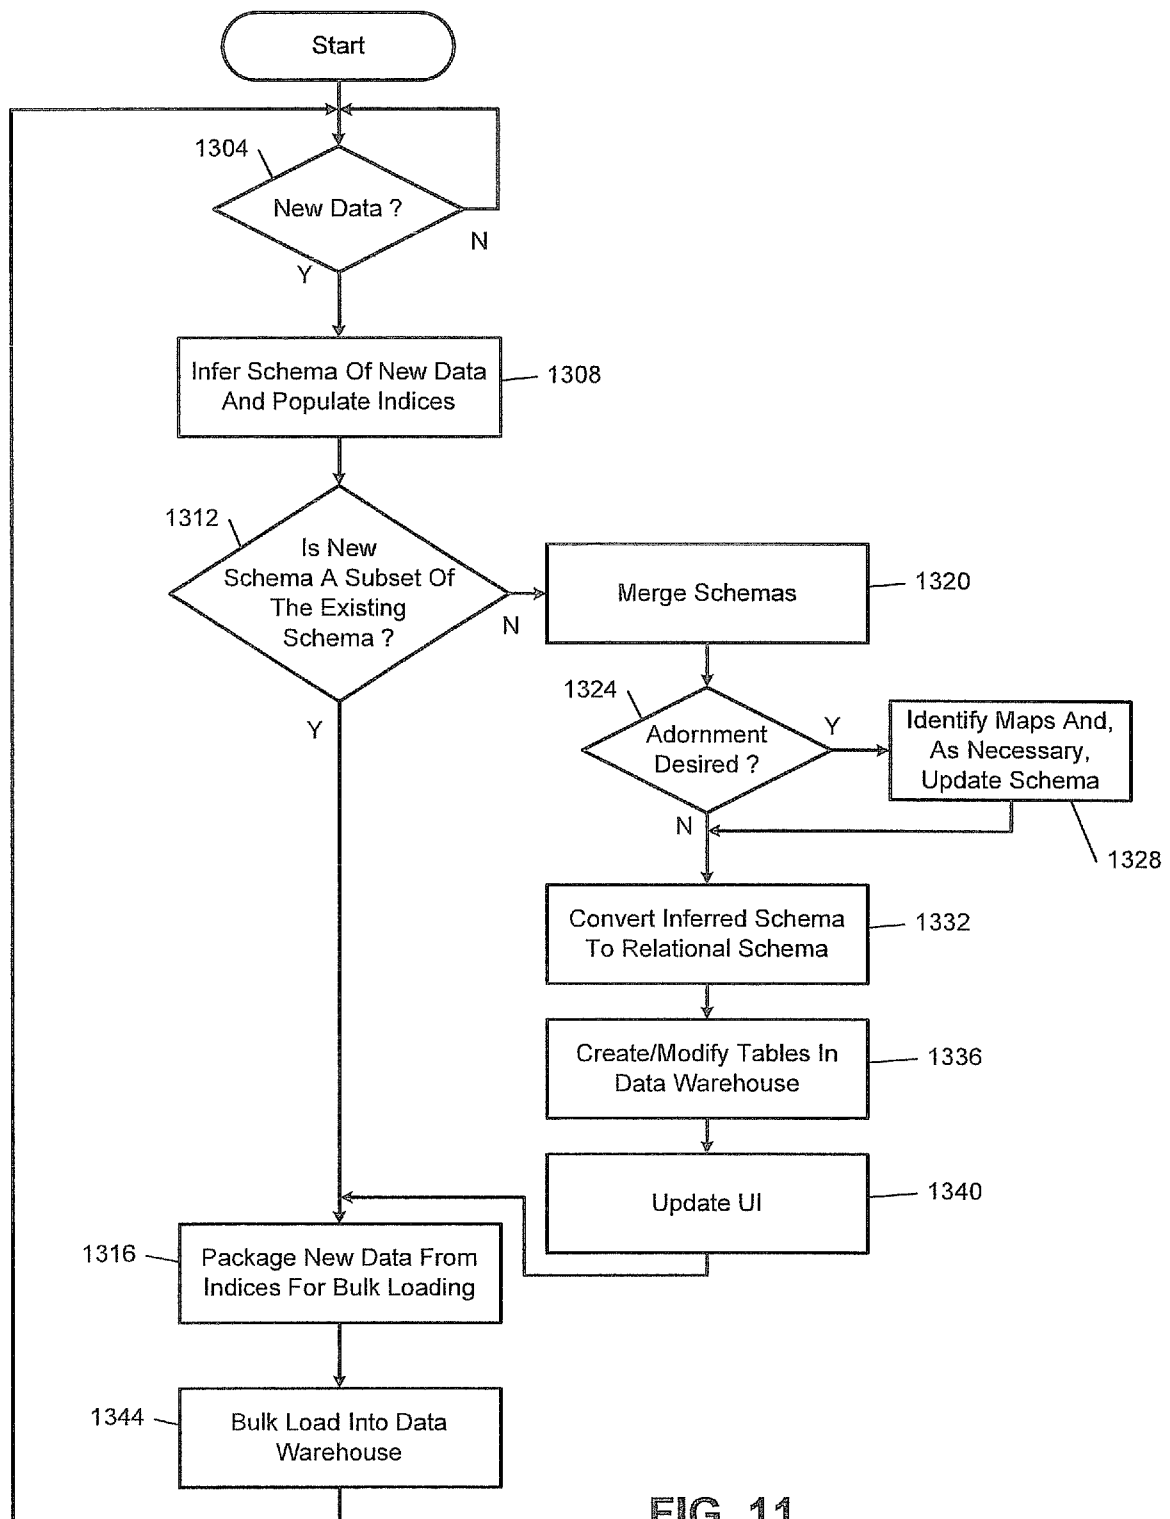 Start
1304
New Data ?
N
Y
Infer Schema Of New Data
And Populate Indices
1308
1312
Is New
Schema A Subset Of
The Existing
Schema ?
N
Y
Merge Schemas
1320
1324
Adornment
Desired ?
Y
N
Identify Maps And,
As Necessary,
Update Schema
1328
Convert Inferred Schema
To Relational Schema
1332
Create/Modify Tables In
Data Warehouse
1336
Update UI
1340
1316
Package New Data From
Indices For Bulk Loading
1344
Bulk Load Into Data
Warehouse
FIG. 11